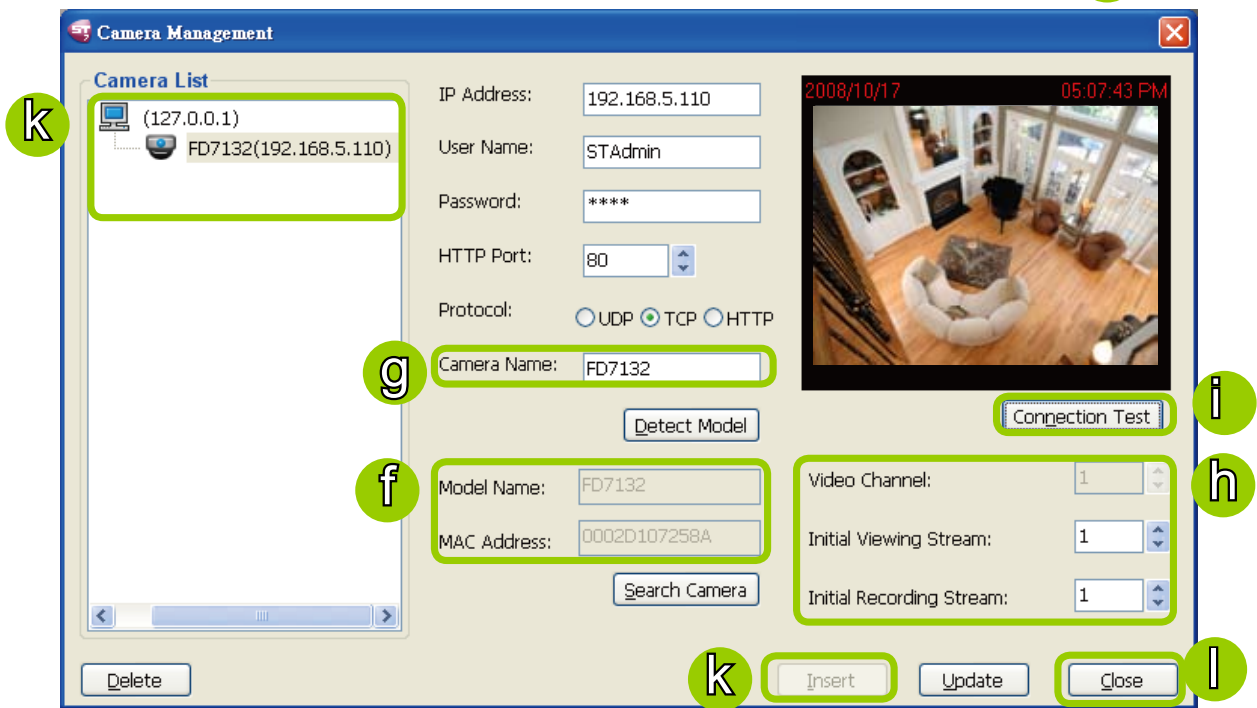 ST7 Camera Management
Camera List
k
(127.0.0.1)
FD7132(192.168.5.110)
IP Address: 192.168.5.110
User Name: STAdmin
Password: ****
HTTP Port: 80
Protocol: UDP TCP HTTP
g
Camera Name: FD7132
Detect Model
f
Model Name: FD7132
MAC Address: 0002D107258A
Search Camera
2008/10/17 05:07:43 PM
Connection Test
i
Video Channel: 1
h
Initial Viewing Stream: 1
Initial Recording Stream: 1
Delete
k
Insert
Update
Close
l